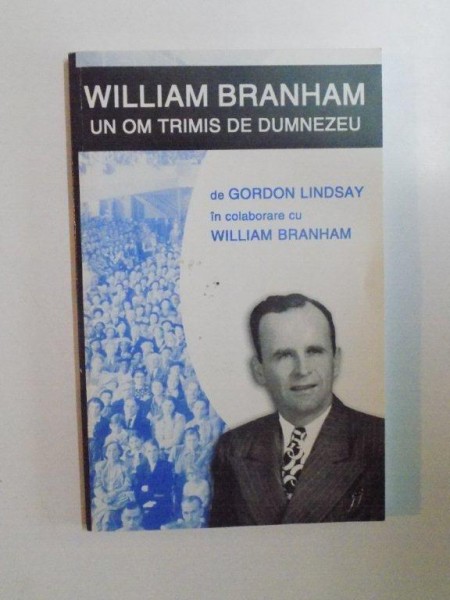 WILLIAM BRANHAM
UN OM TRIMIS DE DUMNEZEU
de GORDON LINDSAY
în colaborare cu
WILLIAM BRANHAM